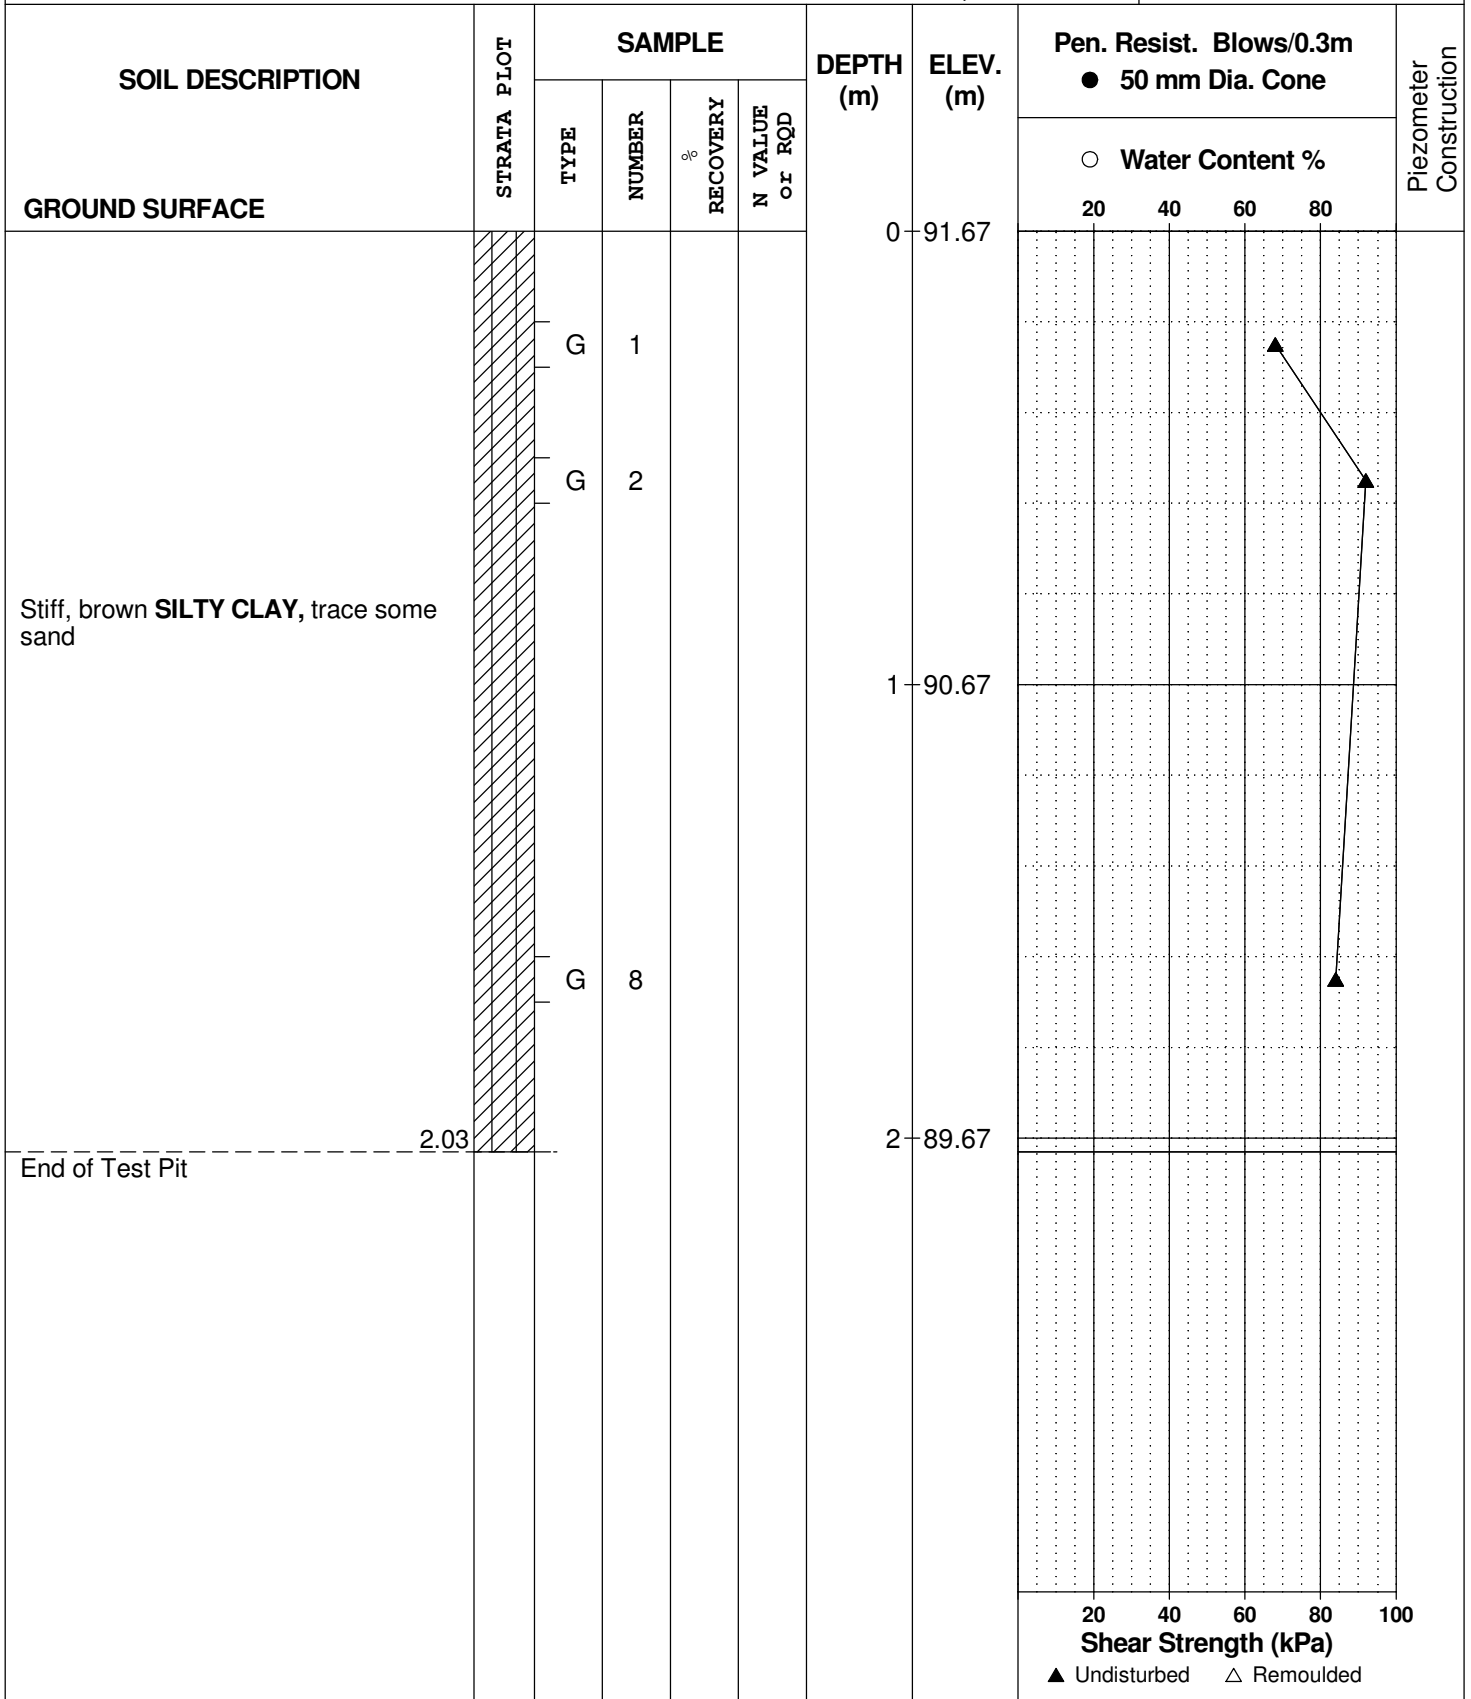 SOIL DESCRIPTION
GROUND SURFACE
STRATA PLOT
SAMPLE
TYPE
NUMBER
%
RECOVERY
N VALUE
or RQD
DEPTH
(m)
ELEV.
(m)
Pen. Resist. Blows/0.3m
● 50 mm Dia. Cone
○ Water Content %
20 40 60 80
Piezometer
Construction
0 91.67
G 1
G 2
Stiff, brown SILTY CLAY, trace some
sand
1 90.67
G 8
2.03
2 89.67
End of Test Pit
20 40 60 80 100
Shear Strength (kPa)
▲ Undisturbed △ Remoulded